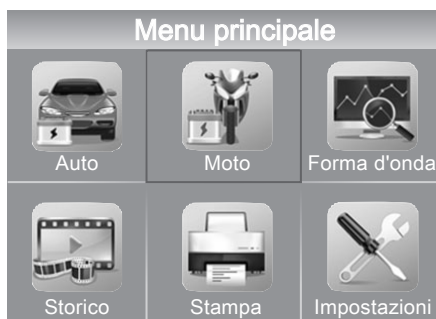 Menu principale
Auto
Moto
Forma d'onda
Storico
Stampa
Impostazioni